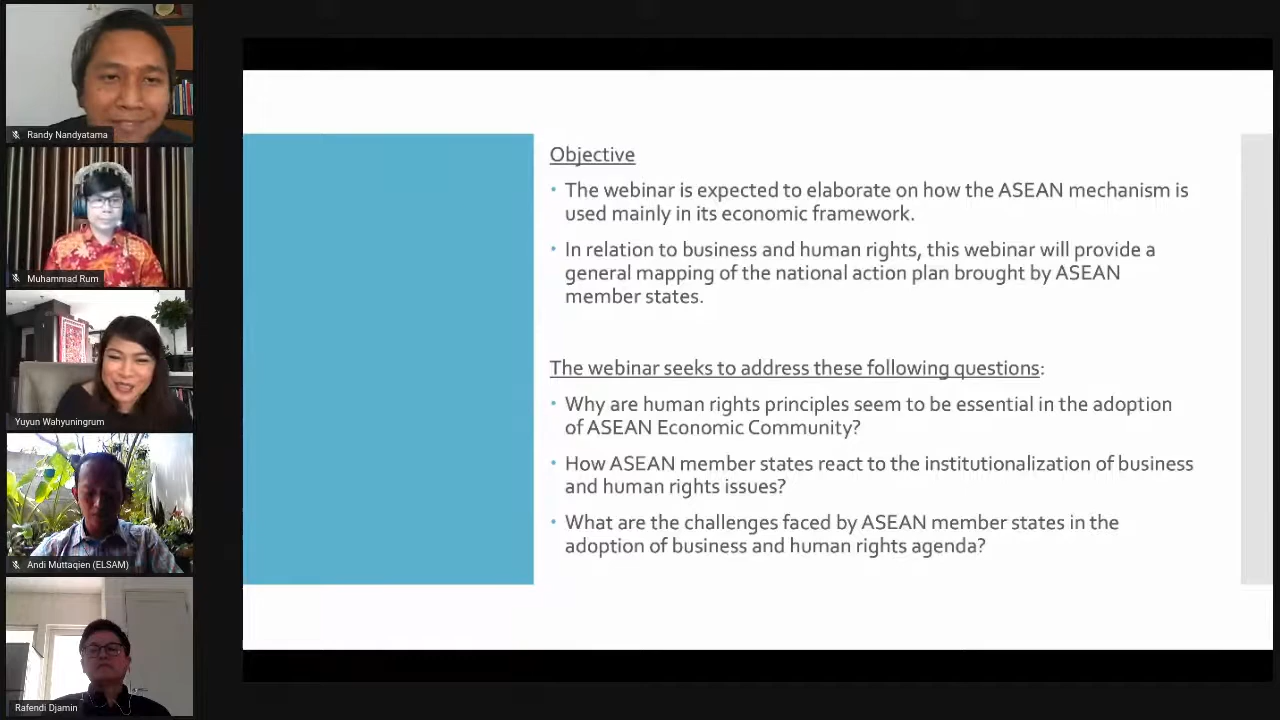 Randy Nandyatama
Muhammad Rum
Yuyun Wahyuningrum
Andi Muttaqien (ELSAM)
Rafendi Djamin
Objective
• The webinar is expected to elaborate on how the ASEAN mechanism is
used mainly in its economic framework.
• In relation to business and human rights, this webinar will provide a
general mapping of the national action plan brought by ASEAN
member states.
The webinar seeks to address these following questions:
• Why are human rights principles seem to be essential in the adoption
of ASEAN Economic Community?
• How ASEAN member states react to the institutionalization of business
and human rights issues?
• What are the challenges faced by ASEAN member states in the
adoption of business and human rights agenda?